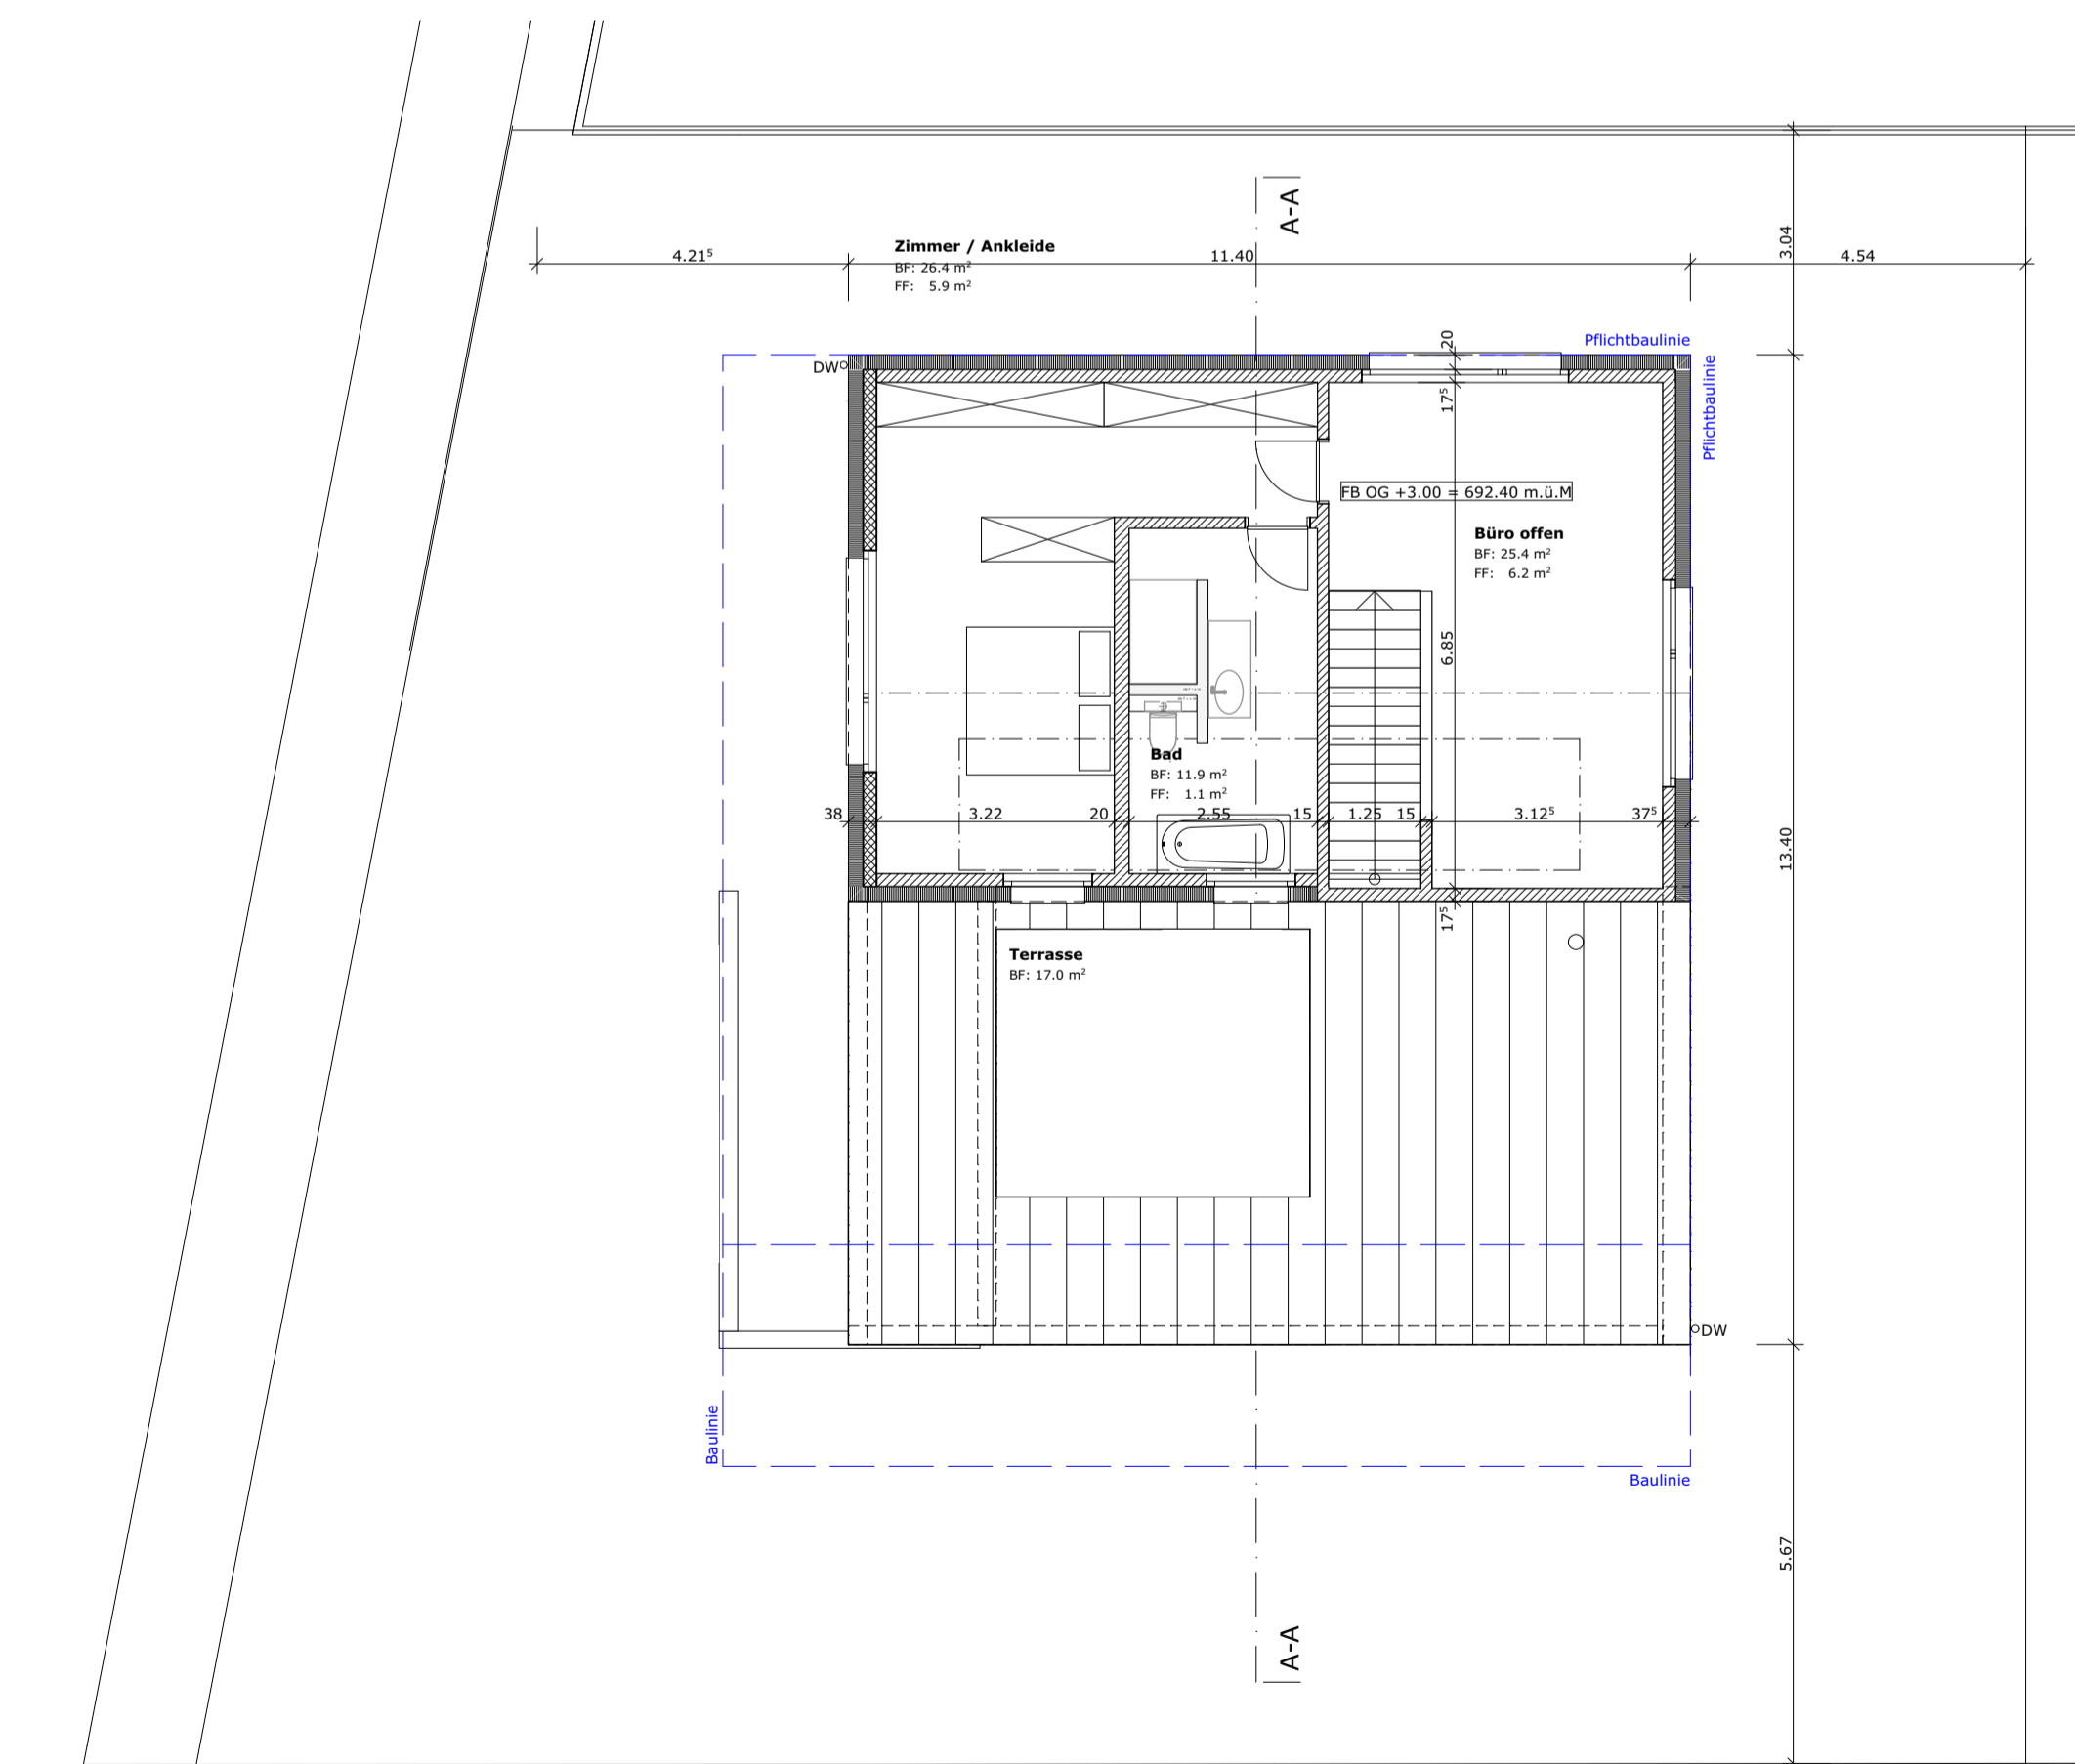 A-A
3.04
Zimmer / Ankleide
4.21⁵
11.40
4.54
BF: 26.4 m²
FF: 5.9 m²
20
Pflichtbaulinie
DW
Pflichtbaulinie
17⁵
FB OG +3.00 = 692.40 m.ü.M
Büro offen
BF: 25.4 m²
FF: 6.2 m²
6.85
Bad
BF: 11.9 m²
FF: 1.1 m²
38
3.22
20
2.55
15
1.25
15
3.12⁵
37⁵
13.40
17⁵
Terrasse
BF: 17.0 m²
DW
Baulinie
Baulinie
5.67
A-A